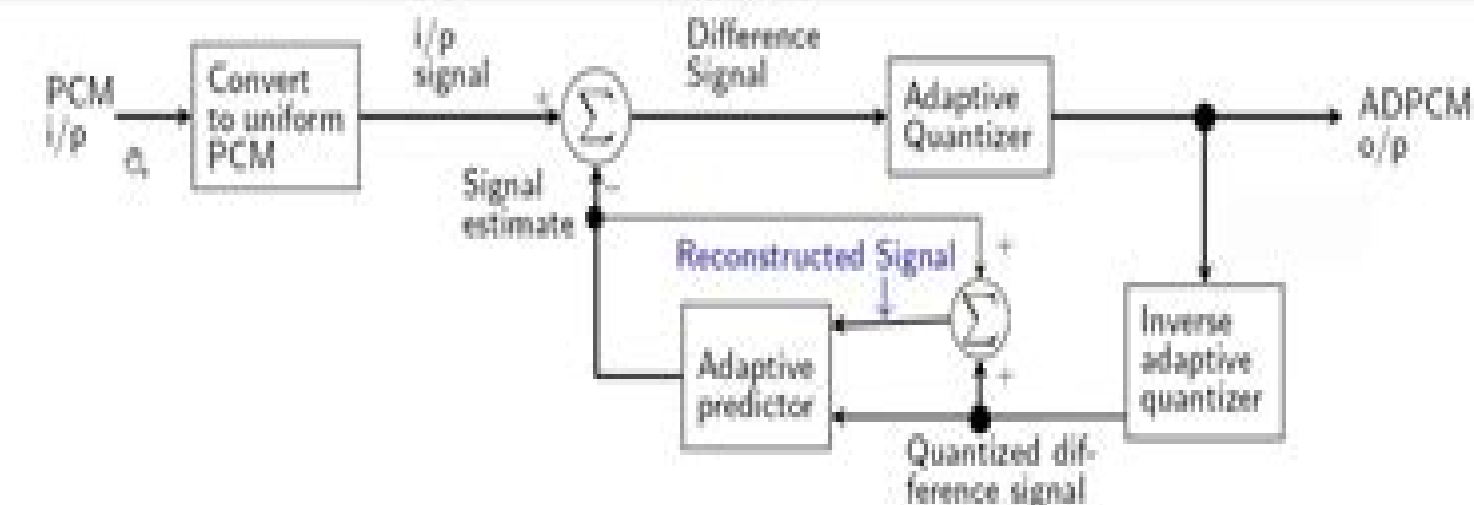 PCM
i/p
Convert
to uniform
PCM
i/p
signal
+
Σ
−
Difference
Signal
Adaptive
Quantizer
ADPCM
o/p
Signal
estimate
Reconstructed Signal
+
Σ
+
Adaptive
predictor
Inverse
adaptive
quantizer
Quantized dif-
ference signal